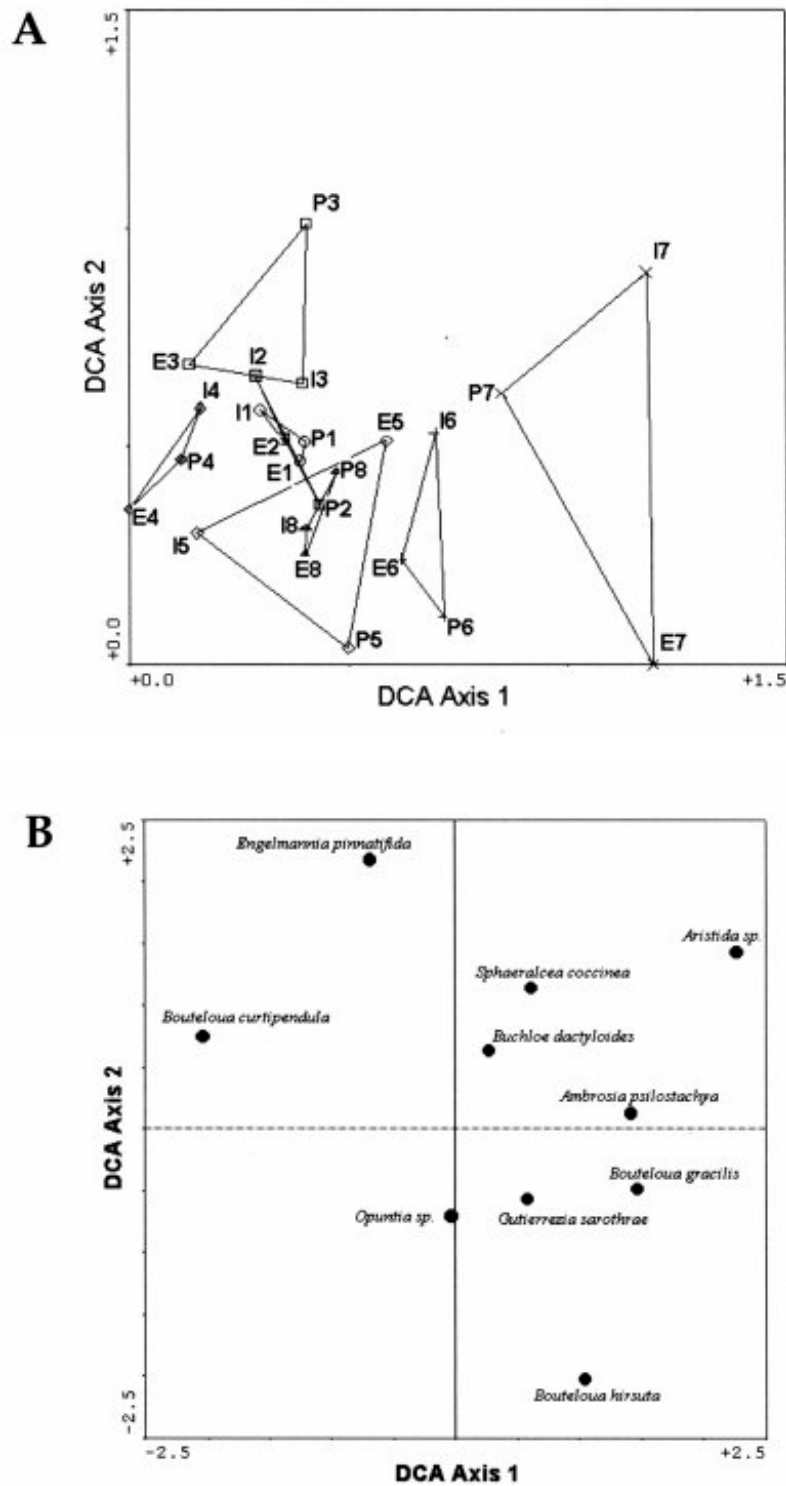 A
+1.5
P3
I7
DCA Axis 2
E3
I2
I3
I4
P7
I1
E5
I6
E2
P1
P4
E1
P8
E4
P2
I5
I8
E8
E6
P6
P5
E7
+0.0
+0.0
DCA Axis 1
+1.5
B
+2.5
Engelmannia pinnatifida
Aristida sp.
Sphaeralcea coccinea
Bouteloua curtipendula
Buchloe dactyloides
Ambrosia psilostachya
DCA Axis 2
Bouteloua gracilis
Opuntia sp.
Gutierrezia sarothrae
Bouteloua hirsuta
-2.5
-2.5
DCA Axis 1
+2.5